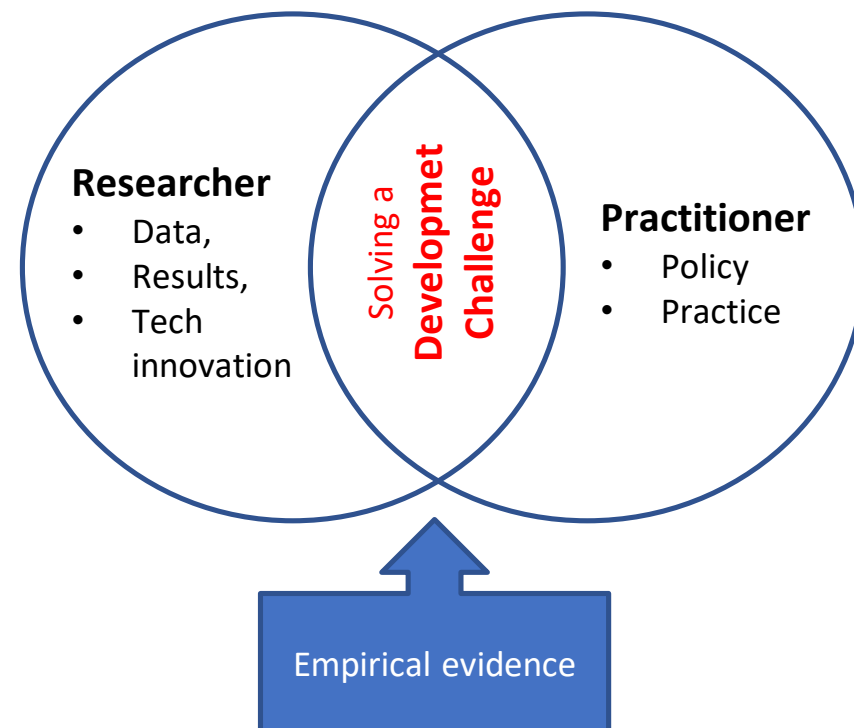 Researcher
• Data,
• Results,
• Tech
innovation
Solving a
Developmet
Challenge
Practitioner
• Policy
• Practice
Empirical evidence